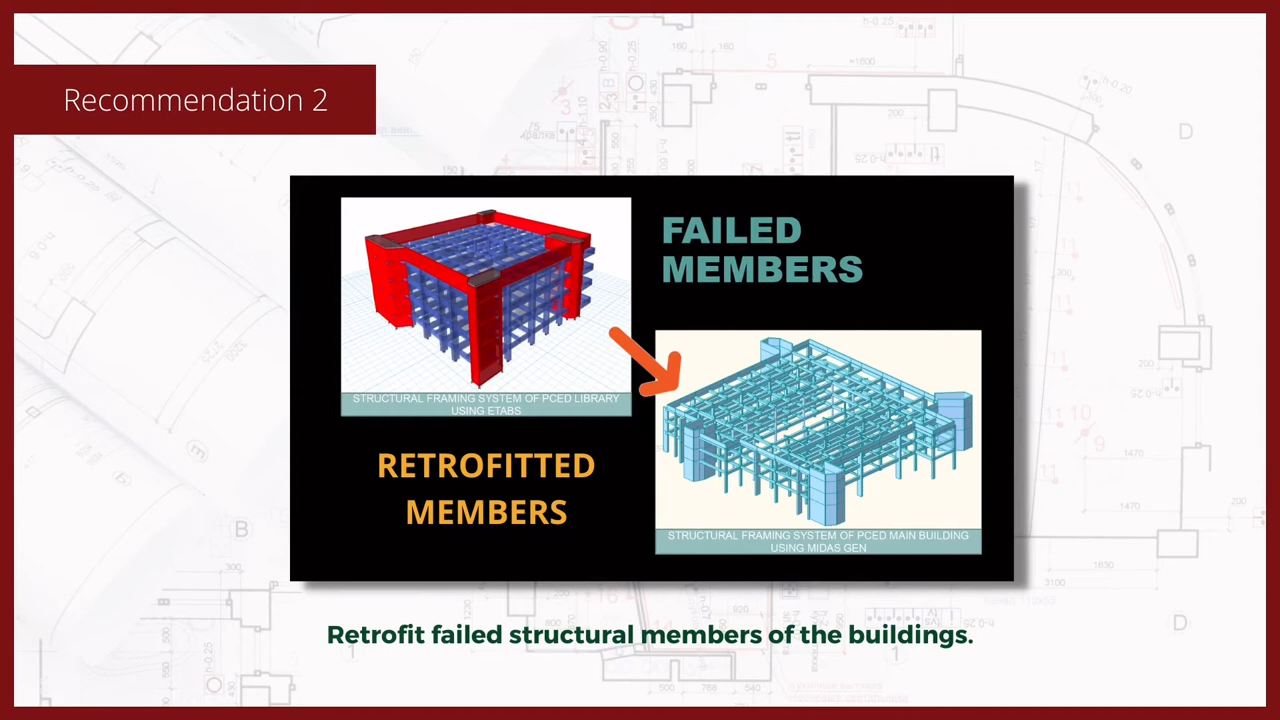 Recommendation 2
FAILED
MEMBERS
STRUCTURAL FRAMING SYSTEM OF PCED LIBRARY
USING ETABS
RETROFITTED
MEMBERS
STRUCTURAL FRAMING SYSTEM OF PCED MAIN BUILDING
USING MIDAS GEN
Retrofit failed structural members of the buildings.